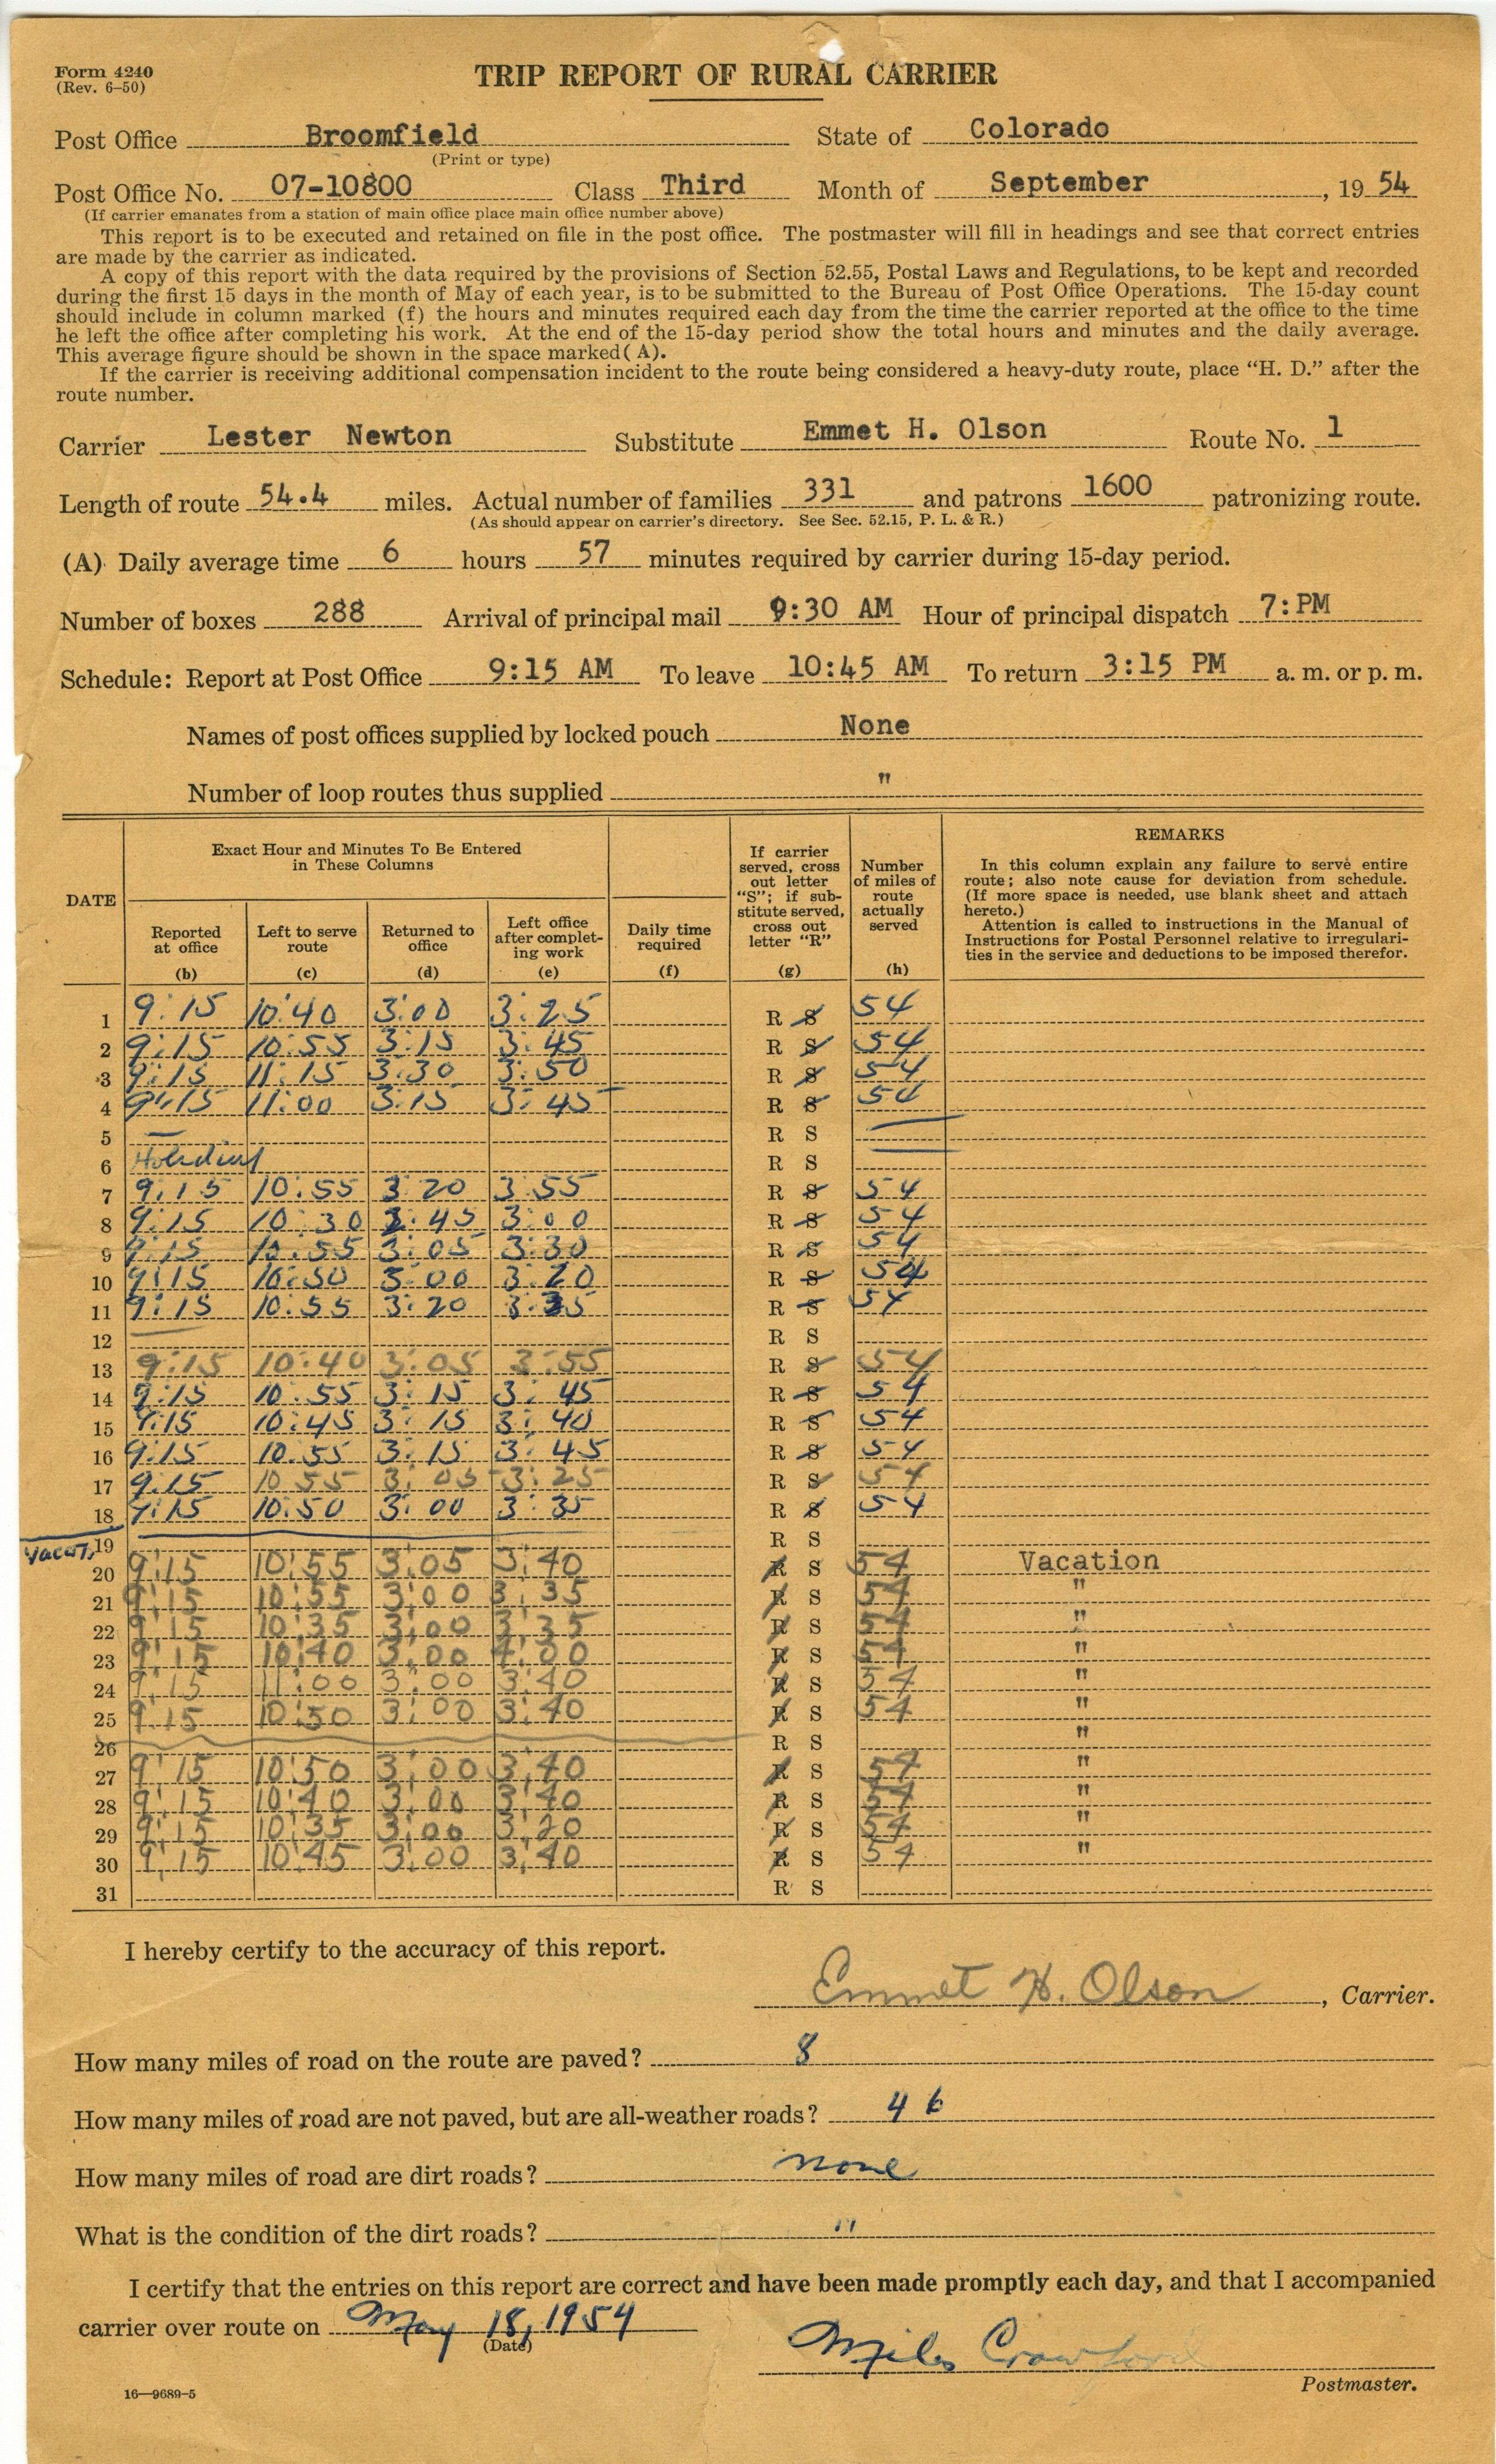 Form 4240
(Rev. 6-50)
TRIP REPORT OF RURAL CARRIER
Post Office Broomfield State of Colorado
(Print or type)
Post Office No. 07-10800 Class Third Month of September, 1954
(If carrier emanates from a station of main office place main office number above)
This report is to be executed and retained on file in the post office. The postmaster will fill in headings and see that correct entries
are made by the carrier as indicated.
A copy of this report with the data required by the provisions of Section 52.55, Postal Laws and Regulations, to be kept and recorded
during the first 15 days in the month of May of each year, is to be submitted to the Bureau of Post Office Operations. The 15-day count
should include in column marked (f) the hours and minutes required each day from the time the carrier reported at the office to the time
he left the office after completing his work. At the end of the 15-day period show the total hours and minutes and the daily average.
This average figure should be shown in the space marked (A).
If the carrier is receiving additional compensation incident to the route being considered a heavy-duty route, place “H. D.” after the
route number.
Carrier Lester Newton Substitute Emmet H. Olson Route No. 1
Length of route 54.4 miles. Actual number of families 331 and patrons 1600 patronizing route.
(As should appear on carrier's directory. See Sec. 52.15, P. L. & R.)
(A) Daily average time 6 hours 57 minutes required by carrier during 15-day period.
Number of boxes 288 Arrival of principal mail 9:30 AM Hour of principal dispatch 7:PM
Schedule: Report at Post Office 9:15 AM To leave 10:45 AM To return 3:15 PM a. m. or p. m.
Names of post offices supplied by locked pouch None
Number of loop routes thus supplied "
DATE
Exact Hour and Minutes To Be Entered
in These Columns
Reported
at office
(b)
Left to serve
route
(c)
Returned to
office
(d)
Left office
after complet-
ing work
(e)
Daily time
required
(f)
If carrier
served, cross
out letter
“S”; if sub-
stitute served,
cross out
letter “R”
(g)
Number
of miles of
route
actually
served
(h)
REMARKS
In this column explain any failure to serve entire
route; also note cause for deviation from schedule.
(If more space is needed, use blank sheet and attach
hereto.)
Attention is called to instructions in the Manual of
Instructions for Postal Personnel relative to irregulari-
ties in the service and deductions to be imposed therefor.
1 9:15 10:40 3:00 3:25 R S 54
2 9:15 10:55 3:15 3:45 R S 54
3 9:15 11:15 3:30 3:50 R S 54
4 9:15 11:00 3:15 3:45 R S 54
5 — R S
6 Holiday R S
7 9:15 10:55 3 20 3 55 R S 54
8 9:15 10:30 2:45 3:00 R S 54
9 9:15 10:55 3:05 3:30 R S 54
10 9:15 10:50 3:00 3:20 R S 54
11 9:15 10:55 3:20 3:35 R S 54
12 R S
13 9:15 10:40 3:05 3:55 R S 54
14 9:15 10:55 3:15 3:45 R S 54
15 9:15 10:45 3:15 3:40 R S 54
16 9:15 10:55 3:15 3:45 R S 54
17 9:15 10 55 3:05 3:25 R S 54
18 9:15 10:50 3:00 3:35 R S 54
19 R S
Vacat. 20 9:15 10:55 3:05 3:40 R S 54 Vacation
21 9:15 10:55 3:00 3:35 R S 54 "
22 9:15 10:35 3:00 3:35 R S 54 "
23 9:15 10:40 3:00 4:00 R S 54 "
24 9:15 11:00 3:00 3:40 R S 54 "
25 9:15 10:50 3:00 3:40 R S 54 "
26 R S "
27 9:15 10:50 3:00 3:40 R S 54 "
28 9:15 10:40 3:00 3:40 R S 54 "
29 9:15 10:35 3:00 3:20 R S 54 "
30 9:15 10:45 3:00 3:40 R S 54 "
31 R S
I hereby certify to the accuracy of this report.
Emmet H. Olson, Carrier.
How many miles of road on the route are paved? 8
How many miles of road are not paved, but are all-weather roads? 46
How many miles of road are dirt roads? none
What is the condition of the dirt roads? "
I certify that the entries on this report are correct and have been made promptly each day, and that I accompanied
carrier over route on May 18, 1954
(Date)
Miles Crawford
Postmaster.
16—9689-5